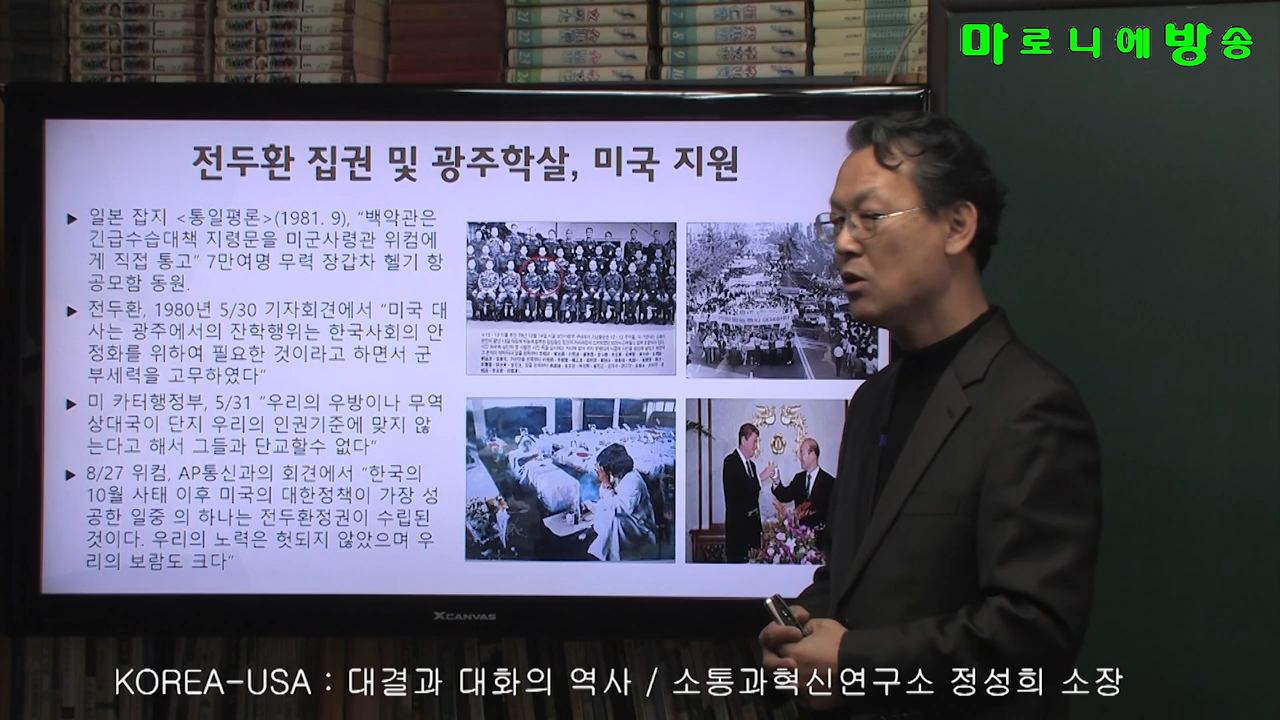 마로니에방송
전두환 집권 및 광주학살, 미국 지원
▶ 일본 잡지 <통일평론>(1981. 9), "백악관은
긴급수습대책 지령문을 미군사령관 위컴에
게 직접 통고" 7만여명 무력 장갑차 헬기 항
공모함 동원.
▶ 전두환, 1980년 5/30 기자회견에서 "미국 대
사는 광주에서의 잔학행위는 한국사회의 안
정화를 위하여 필요한 것이라고 하면서 군
부세력을 고무하였다"
▶ 미 카터행정부, 5/31 "우리의 우방이나 무역
상대국이 단지 우리의 인권기준에 맞지 않
는다고 해서 그들과 단교할수 없다"
▶ 8/27 위컴, AP통신과의 회견에서 "한국의
10월 사태 이후 미국의 대한정책이 가장 성
공한 일중 의 하나는 전두환정권이 수립된
것이다. 우리의 노력은 헛되지 않았으며 우
리의 보람도 크다"
XCANVAS
KOREA-USA : 대결과 대화의 역사 / 소통과혁신연구소 정성희 소장